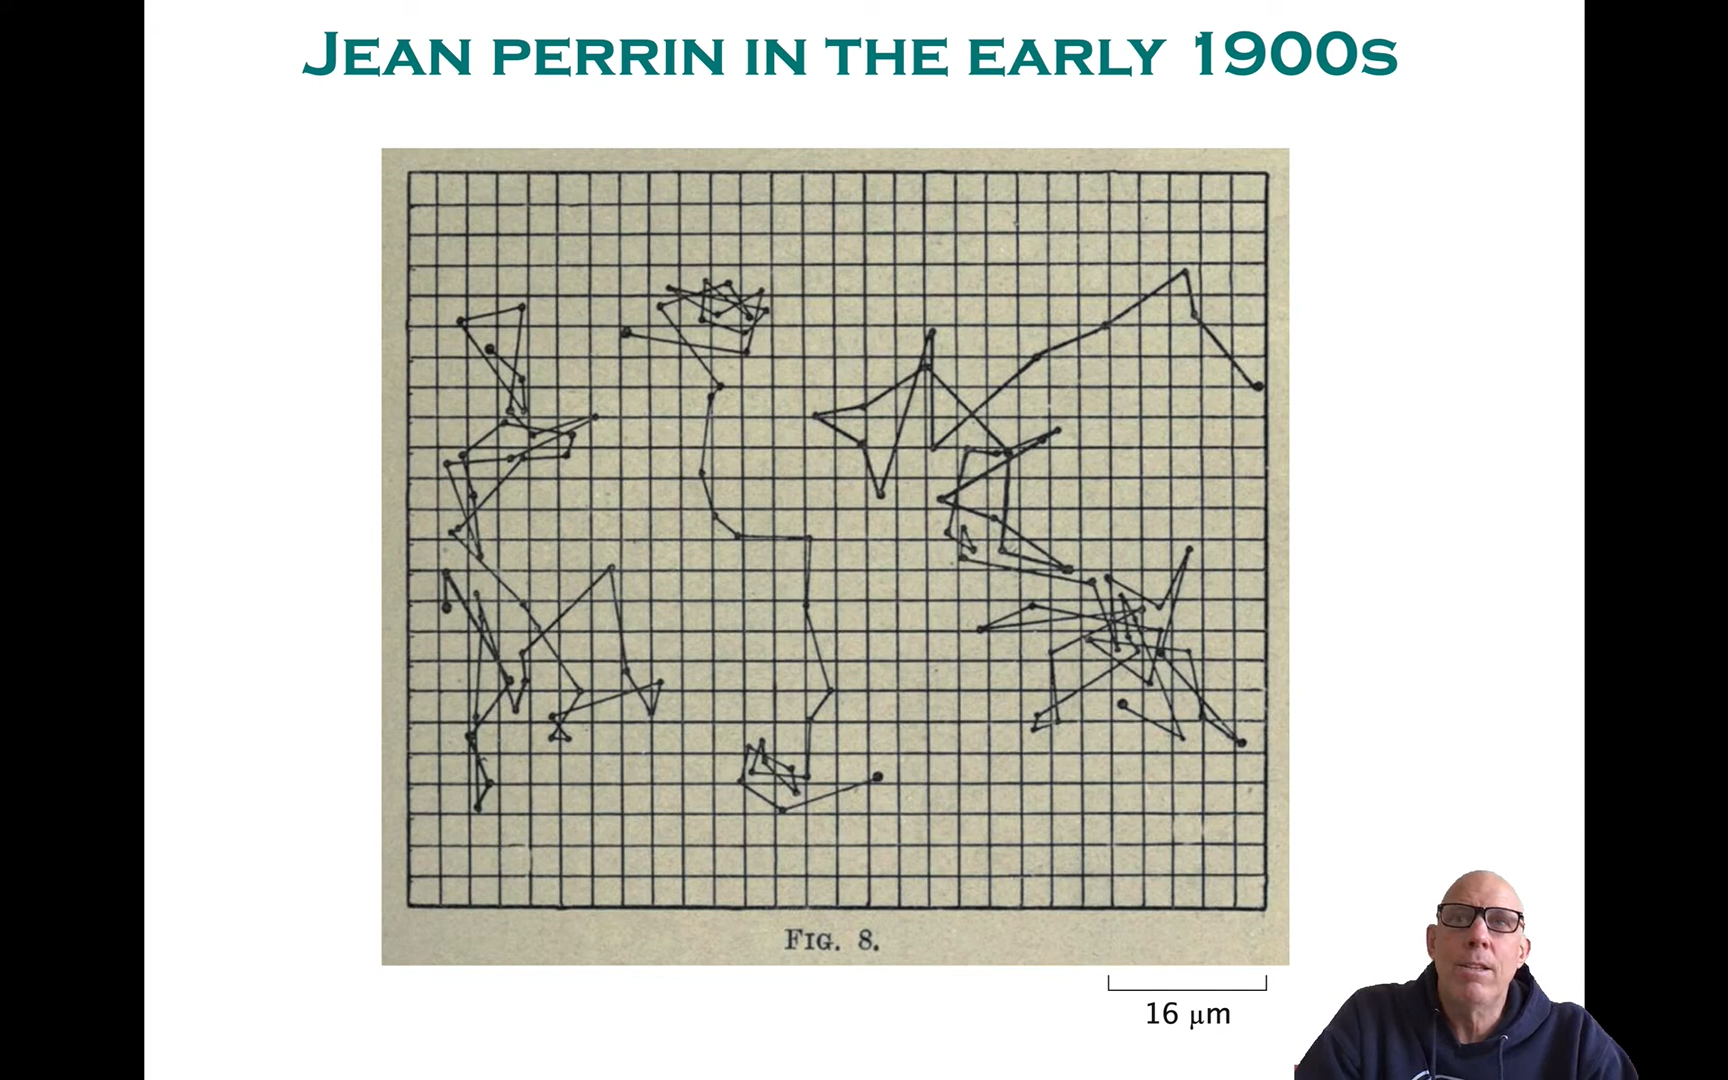 JEAN PERRIN IN THE EARLY 1900S
FIG. 8.
16 μm